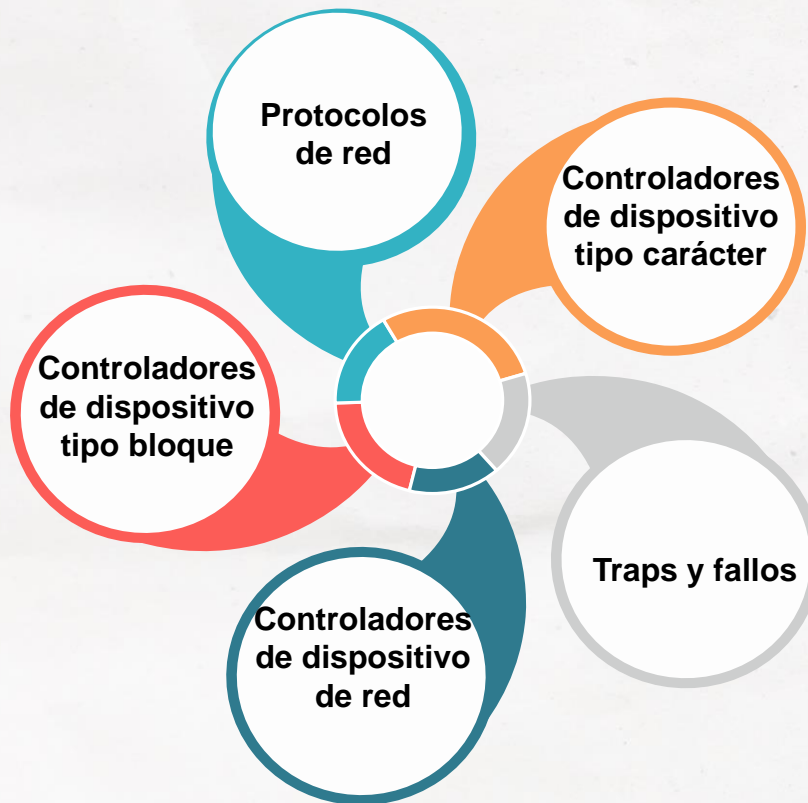 Protocolos
de red
Controladores
de dispositivo
tipo carácter
Controladores
de dispositivo
tipo bloque
Traps y fallos
Controladores
de dispositivo
de red